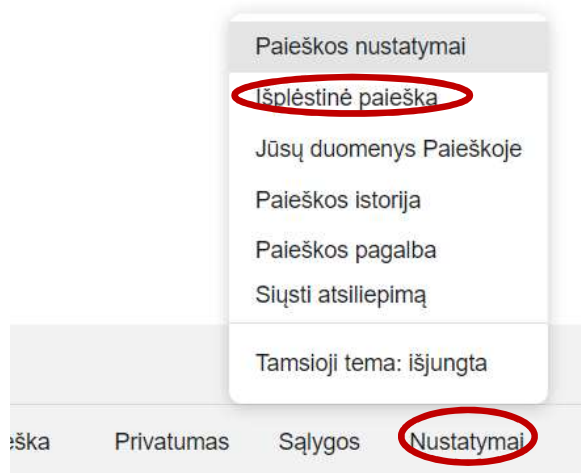 Paieškos nustatymai
Išplėstinė paieška
Jūsų duomenys Paieškoje
Paieškos istorija
Paieškos pagalba
Siųsti atsiliepimą
Tamsioji tema: išjungta
eška Privatumas Sąlygos Nustatymai